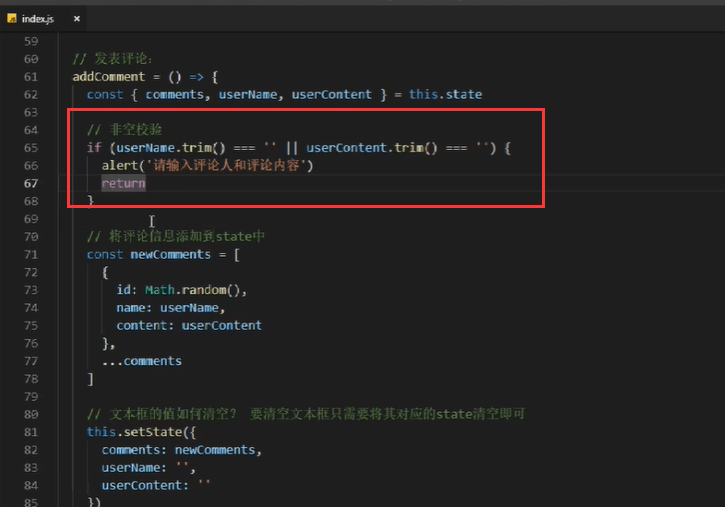 index.js ×
59
60 // 发表评论:
61 addComment = () => {
62 const { comments, userName, userContent } = this.state
63
64 // 非空校验
65 if (userName.trim() === '' || userContent.trim() === '') {
66 alert('请输入评论人和评论内容')
67 return
68 }
69
70 // 将评论信息添加到state中
71 const newComments = [
72 {
73 id: Math.random(),
74 name: userName,
75 content: userContent
76 },
77 ...comments
78 ]
79
80 // 文本框的值如何清空? 要清空文本框只需要将其对应的state清空即可
81 this.setState({
82 comments: newComments,
83 userName: '',
84 userContent: ''
85 })